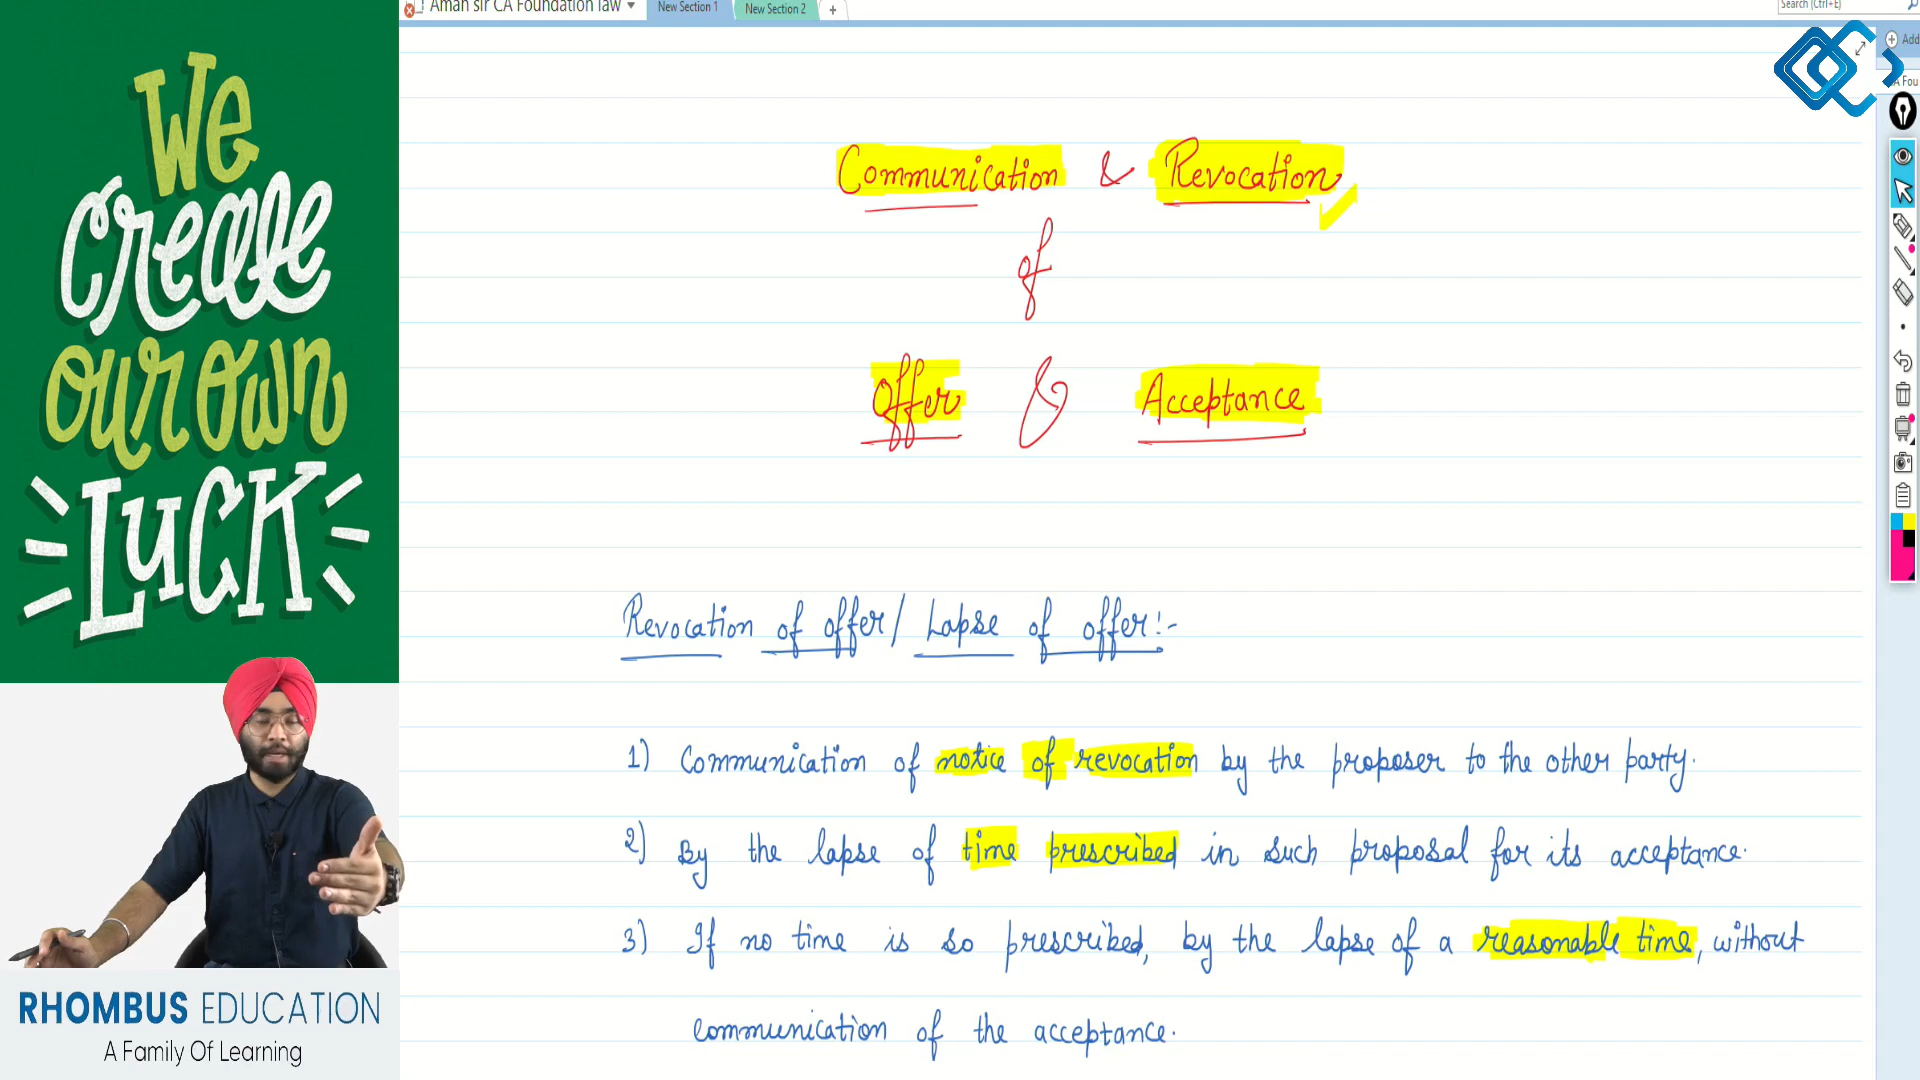 Aman sir CA Foundation law
New Section 1
New Section 2
Search (Ctrl+E)
Add
A Fou
We
Create
our own
Luck
Communication & Revocation
of
Offer & Acceptance
Revocation of offer / Lapse of offer :-
1) Communication of notice of revocation by the proposer to the other party.
2) By the lapse of time prescribed in such proposal for its acceptance.
3) If no time is so prescribed, by the lapse of a reasonable time, without
communication of the acceptance.
RHOMBUS EDUCATION
A Family Of Learning